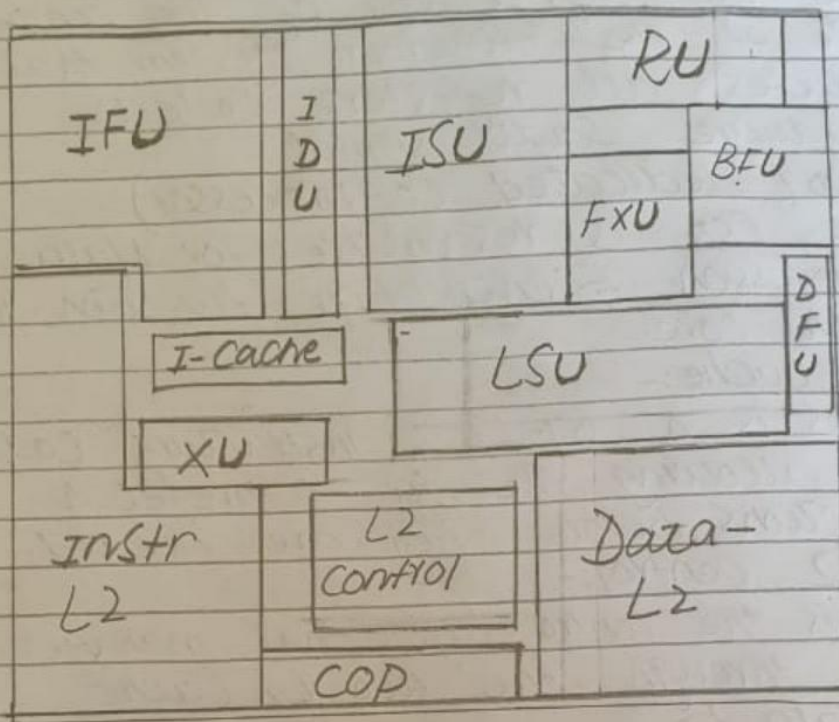 IFU
I
D
U
ISU
RU
FXU
BFU
I-Cache
LSU
D
F
U
XU
Instr
L2
L2
Control
Data-
L2
COP